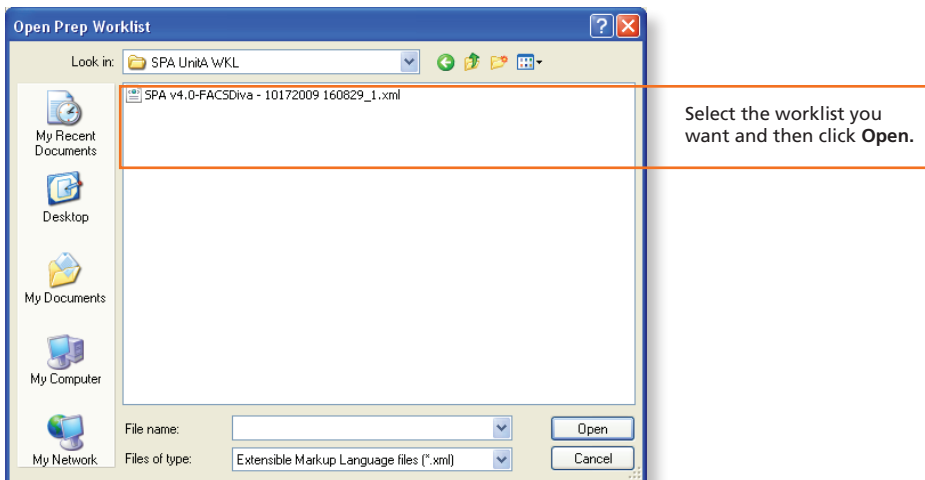 Open Prep Worklist
Look in: SPA UnitA WKL
SPA v4.0-FACSDiva - 10172009 160829_1.xml
My Recent
Documents
Desktop
My Documents
My Computer
My Network
File name:
Open
Files of type: Extensible Markup Language files (*.xml)
Cancel
Select the worklist you
want and then click Open.